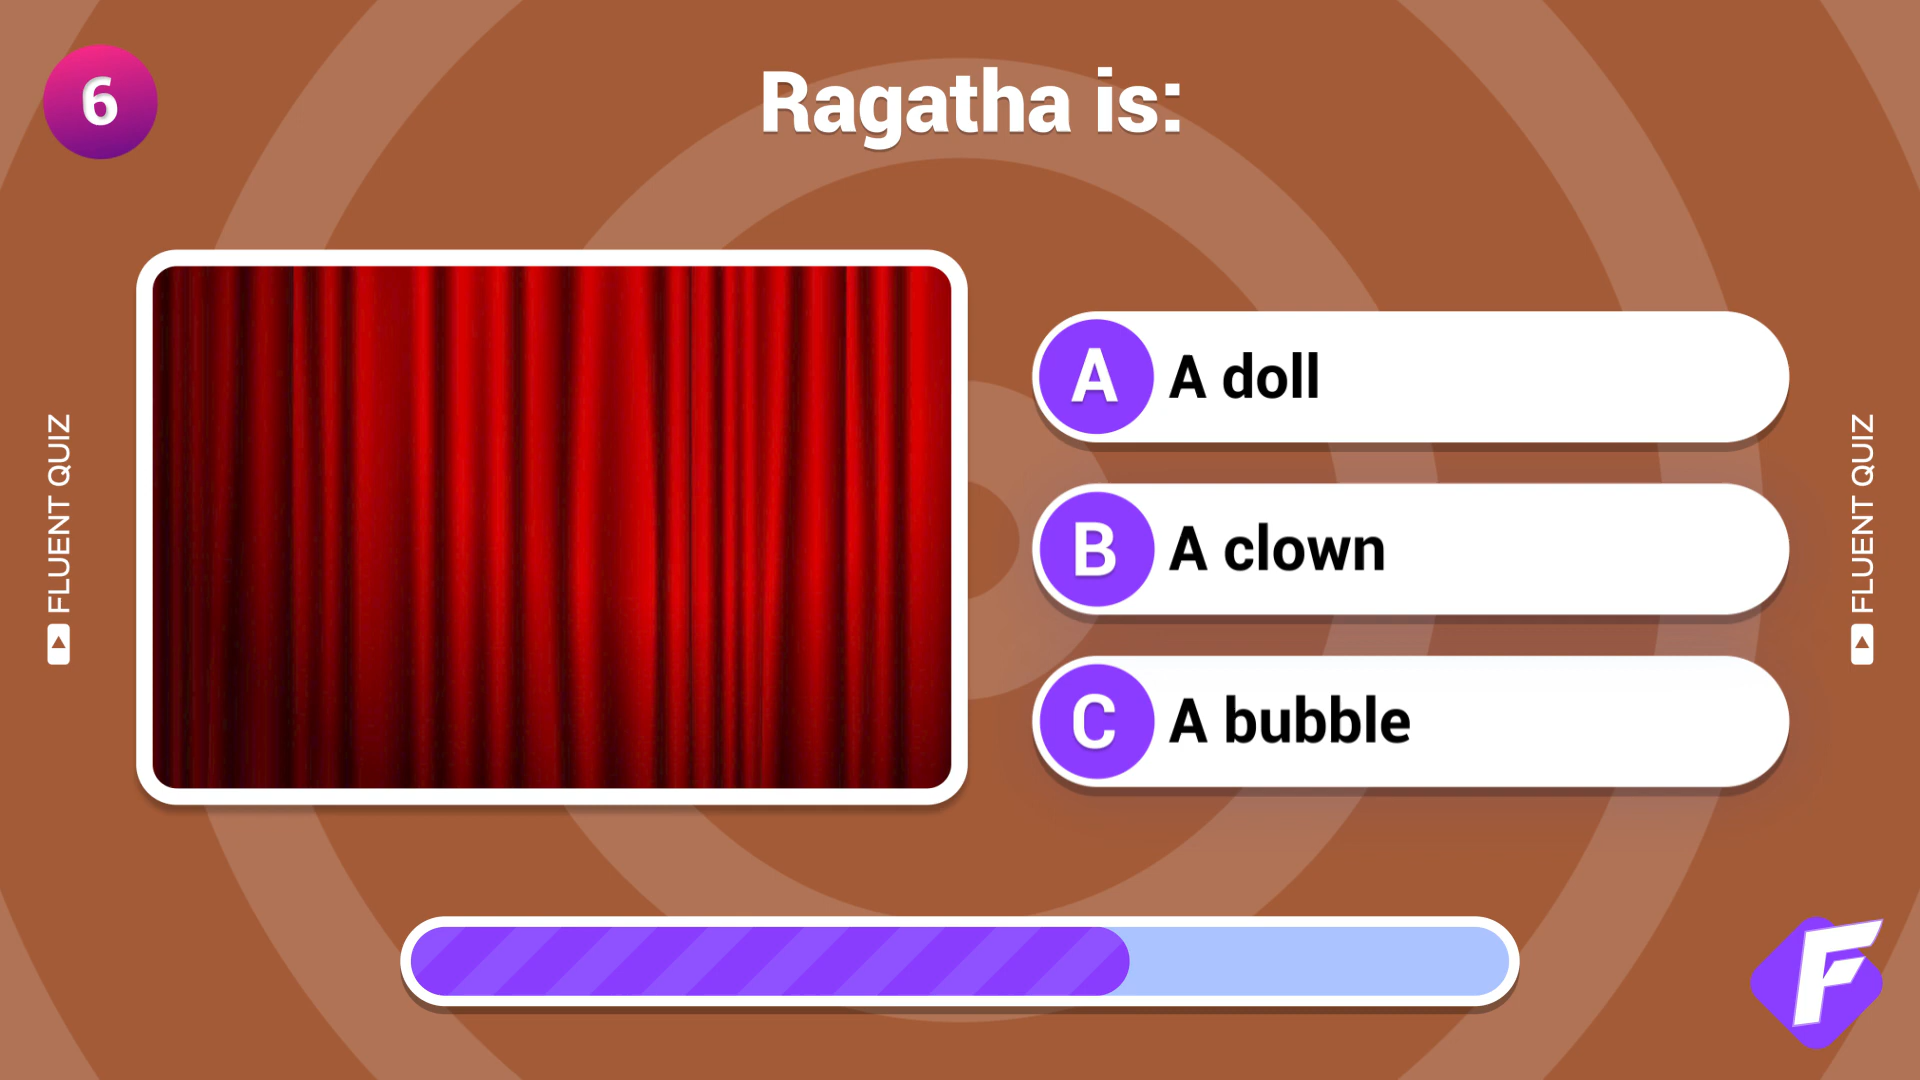 6
Ragatha is:
A A doll
B A clown
C A bubble
FLUENT QUIZ
FLUENT QUIZ
F